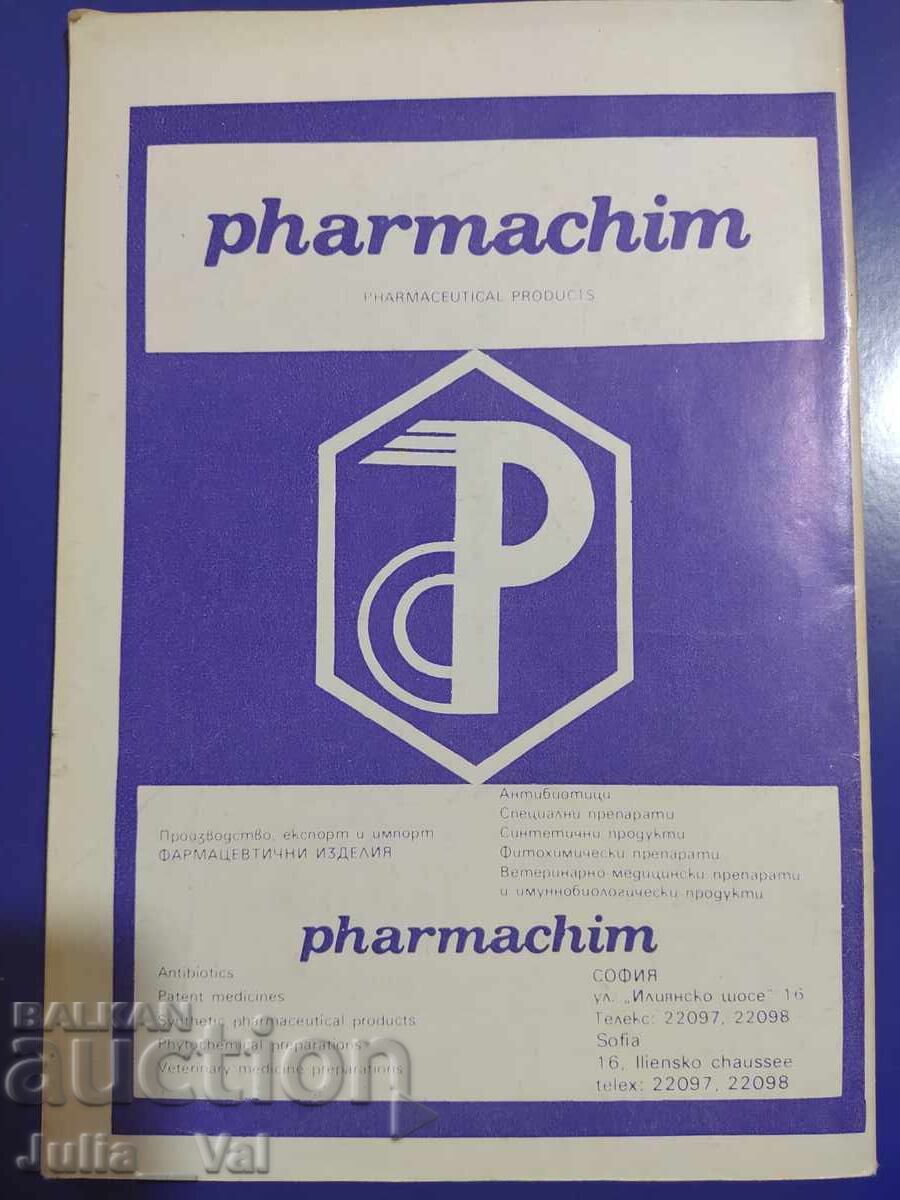 pharmachim
PHARMACEUTICAL PRODUCTS
Производство, експорт и импорт
ФАРМАЦЕВТИЧНИ ИЗДЕЛИЯ
Антибиотици
Специални препарати
Синтетични продукти
Фитохимически препарати
Ветеринарно-медицински препарати
и имуннобиологически продукти
pharmachim
Antibiotics
Patent medicines
Synthetic pharmaceutical products
Phytochemical preparations
Veterinary medicine preparations
СОФИЯ
ул. „Илиянско шосе" 16
Телекс: 22097, 22098
Sofia
16, Iliensko chaussee
telex: 22097, 22098
BALKAN
auction
Julia__Val